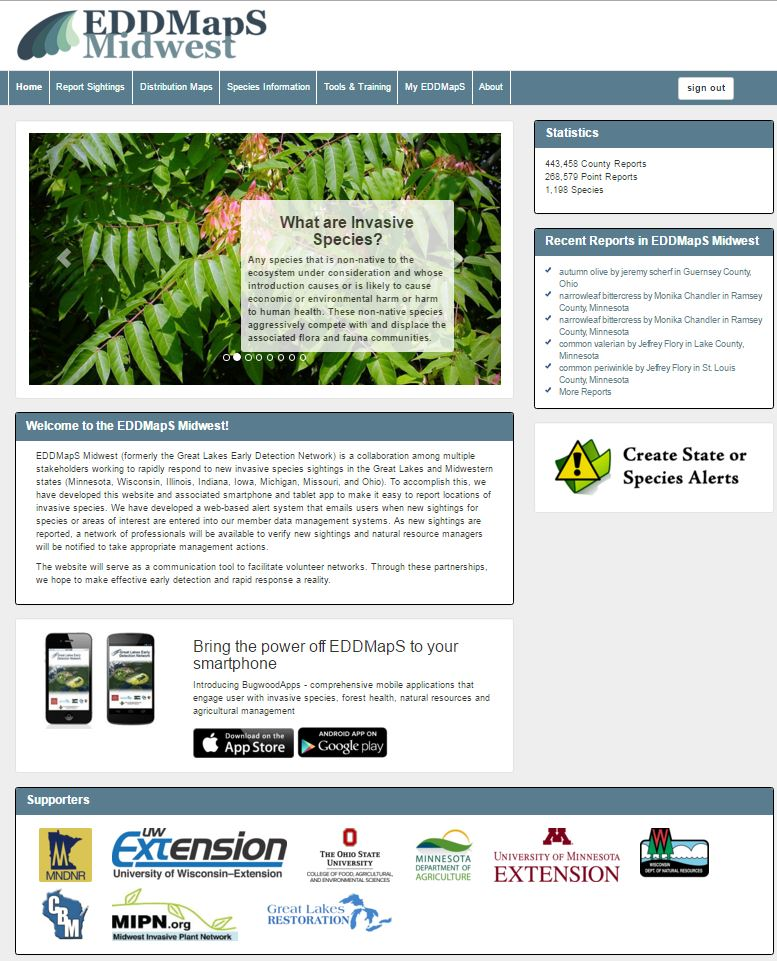 EDDMapS
Midwest
Home
Report Sightings
Distribution Maps
Species Information
Tools & Training
My EDDMapS
About
sign out
What are Invasive
Species?
Any species that is non-native to the
ecosystem under consideration and whose
introduction causes or is likely to cause
economic or environmental harm or harm
to human health. These non-native species
aggressively compete with and displace the
associated flora and fauna communities.
Statistics
443,458 County Reports
268,579 Point Reports
1,198 Species
Recent Reports in EDDMapS Midwest
autumn olive by jeremy scherf in Guernsey County,
Ohio
narrowleaf bittercress by Monika Chandler in Ramsey
County, Minnesota
narrowleaf bittercress by Monika Chandler in Ramsey
County, Minnesota
common valerian by Jeffrey Flory in Lake County,
Minnesota
common periwinkle by Jeffrey Flory in St. Louis
County, Minnesota
More Reports
Create State or
Species Alerts
Welcome to the EDDMapS Midwest!
EDDMapS Midwest (formerly the Great Lakes Early Detection Network) is a collaboration among multiple
stakeholders working to rapidly respond to new invasive species sightings in the Great Lakes and Midwestern
states (Minnesota, Wisconsin, Illinois, Indiana, Iowa, Michigan, Missouri, and Ohio). To accomplish this, we
have developed this website and associated smartphone and tablet app to make it easy to report locations of
invasive species. We have developed a web-based alert system that emails users when new sightings for
species or areas of interest are entered into our member data management systems. As new sightings are
reported, a network of professionals will be available to verify new sightings and natural resource managers
will be notified to take appropriate management actions.
The website will serve as a communication tool to facilitate volunteer networks. Through these partnerships,
we hope to make effective early detection and rapid response a reality.
Great Lakes Early
Detection Network
Great Lakes Early
Detection Network
Bring the power off EDDMapS to your
smartphone
Introducing BugwoodApps - comprehensive mobile applications that
engage user with invasive species, forest health, natural resources and
agricultural management
Download on the
App Store
ANDROID APP ON
Google play
Supporters
MNDNR
UW
Extension
University of Wisconsin–Extension
THE OHIO STATE
UNIVERSITY
COLLEGE OF FOOD, AGRICULTURAL,
AND ENVIRONMENTAL SCIENCES
MINNESOTA
DEPARTMENT OF
AGRICULTURE
M
UNIVERSITY OF MINNESOTA
EXTENSION
W
WISCONSIN
DEPT. OF NATURAL RESOURCES
CBM
MIPN.org
Midwest Invasive Plant Network
Great Lakes
RESTORATION